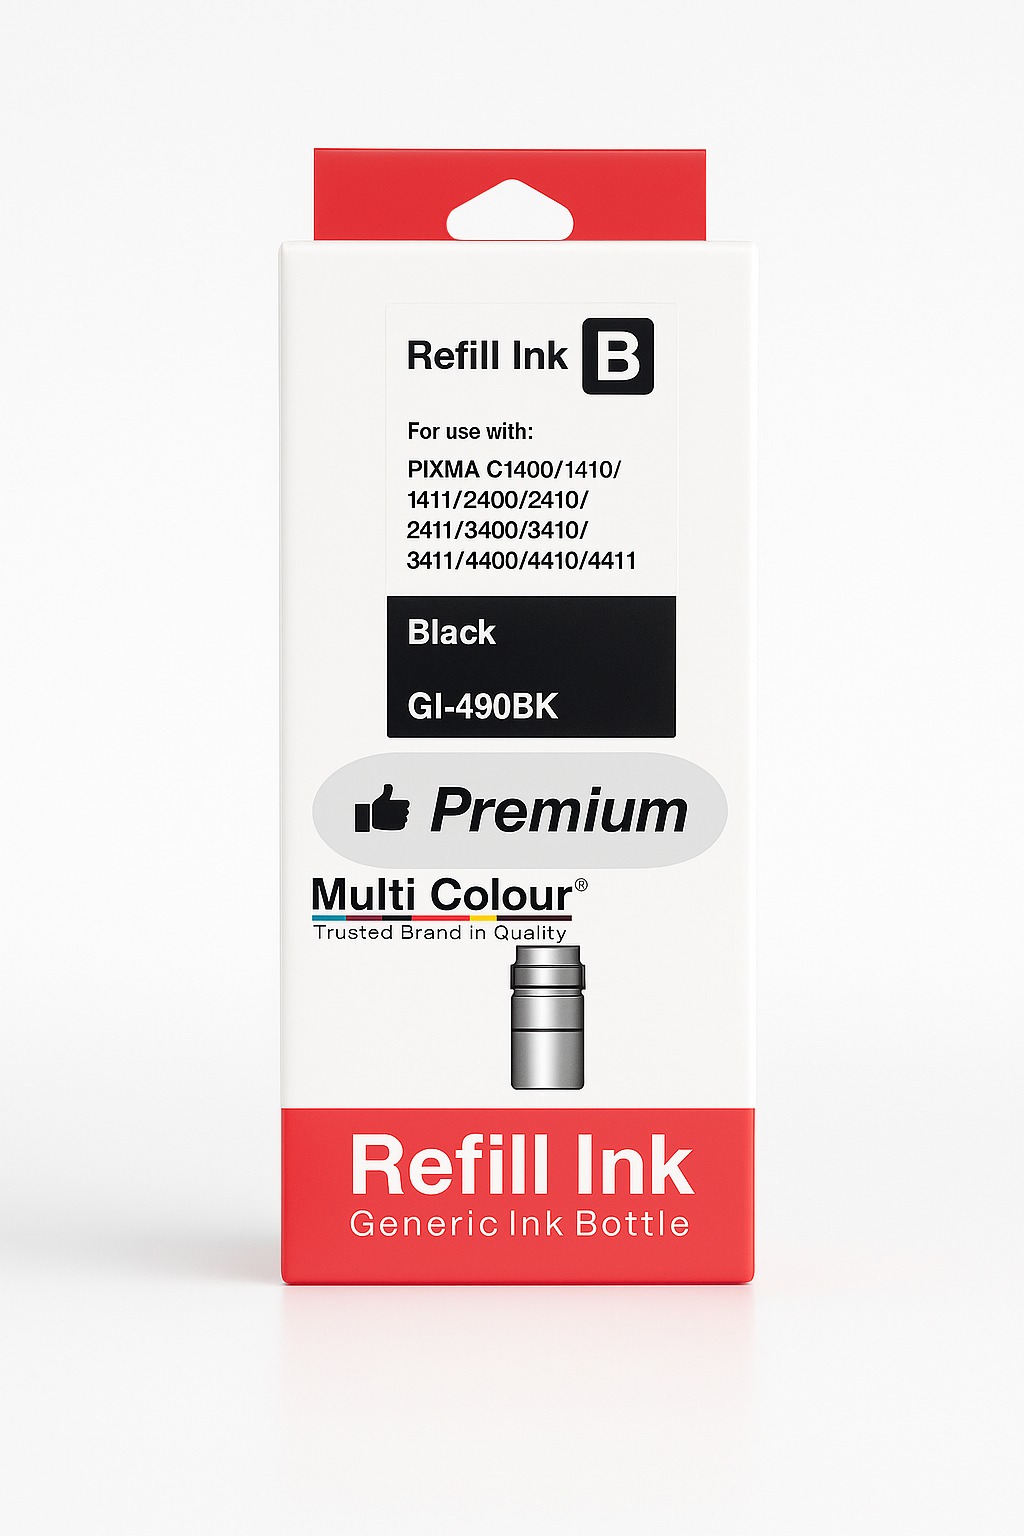 Refill Ink B
For use with:
PIXMA C1400/1410/
1411/2400/2410/
2411/3400/3410/
3411/4400/4410/4411
Black
GI-490BK
Premium
Multi Colour®
Trusted Brand in Quality
Refill Ink
Generic Ink Bottle